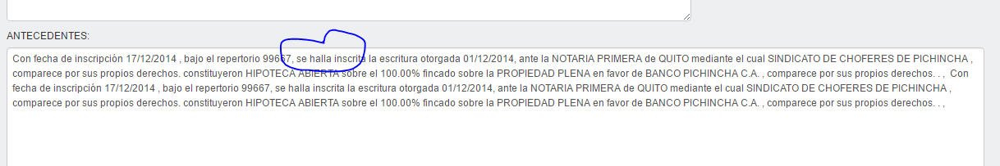 ANTECEDENTES:
Con fecha de inscripción 17/12/2014 , bajo el repertorio 99667, se halla inscrita la escritura otorgada 01/12/2014, ante la NOTARIA PRIMERA de QUITO mediante el cual SINDICATO DE CHOFERES DE PICHINCHA ,
comparece por sus propios derechos. constituyeron HIPOTECA ABIERTA sobre el 100.00% fincado sobre la PROPIEDAD PLENA en favor de BANCO PICHINCHA C.A. , comparece por sus propios derechos. . , Con
fecha de inscripción 17/12/2014 , bajo el repertorio 99667, se halla inscrita la escritura otorgada 01/12/2014, ante la NOTARIA PRIMERA de QUITO mediante el cual SINDICATO DE CHOFERES DE PICHINCHA ,
comparece por sus propios derechos. constituyeron HIPOTECA ABIERTA sobre el 100.00% fincado sobre la PROPIEDAD PLENA en favor de BANCO PICHINCHA C.A. , comparece por sus propios derechos. . ,